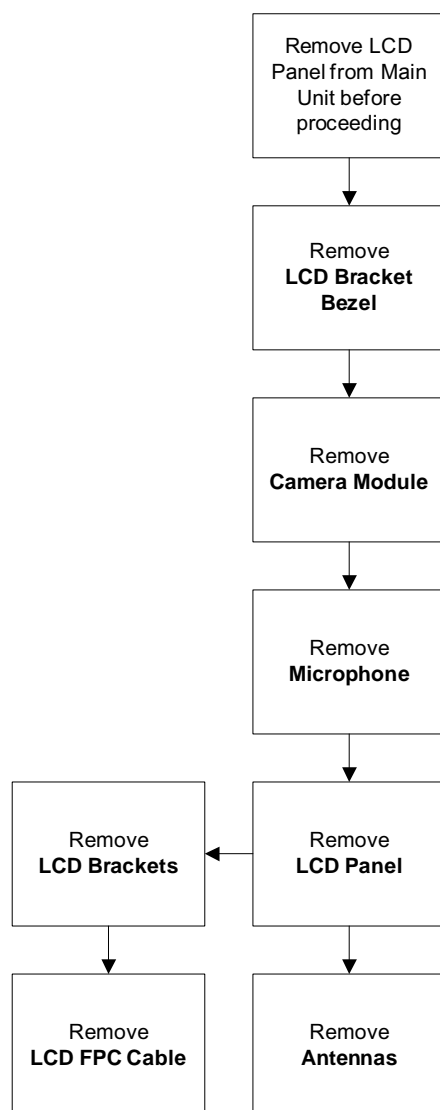 Remove LCD
Panel from Main
Unit before
proceeding
Remove
LCD Bracket
Bezel
Remove
Camera Module
Remove
Microphone
Remove
LCD Brackets
Remove
LCD Panel
Remove
LCD FPC Cable
Remove
Antennas